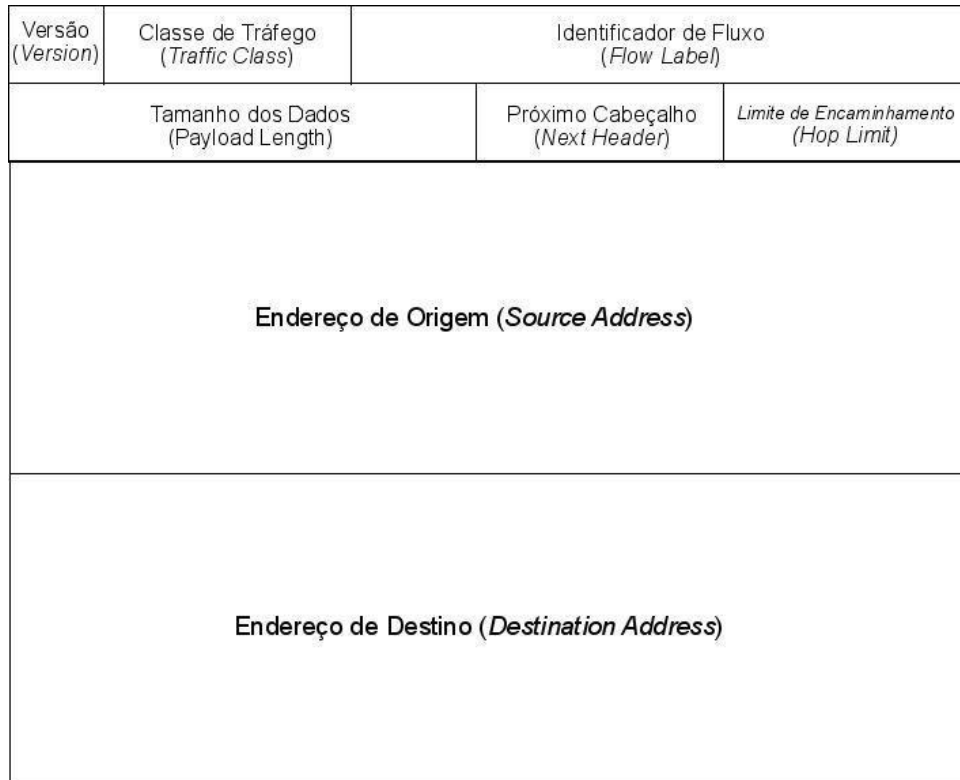 Versão
(Version)
Classe de Tráfego
(Traffic Class)
Identificador de Fluxo
(Flow Label)
Tamanho dos Dados
(Payload Length)
Próximo Cabeçalho
(Next Header)
Limite de Encaminhamento
(Hop Limit)
Endereço de Origem (Source Address)
Endereço de Destino (Destination Address)